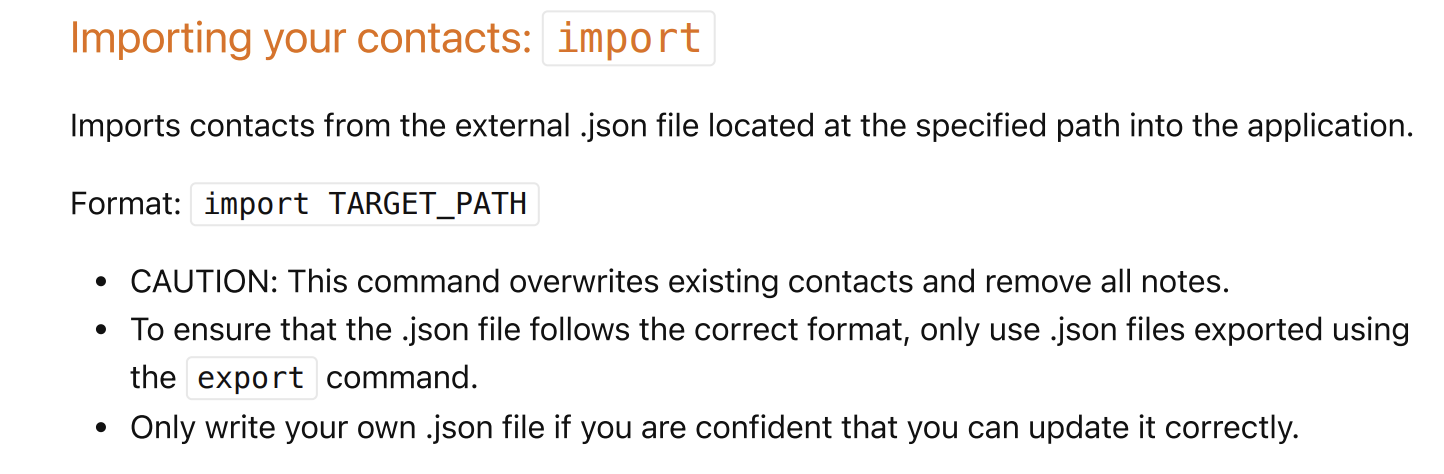 Importing your contacts: import
Imports contacts from the external .json file located at the specified path into the application.
Format: import TARGET_PATH
• CAUTION: This command overwrites existing contacts and remove all notes.
• To ensure that the .json file follows the correct format, only use .json files exported using
the export command.
• Only write your own .json file if you are confident that you can update it correctly.